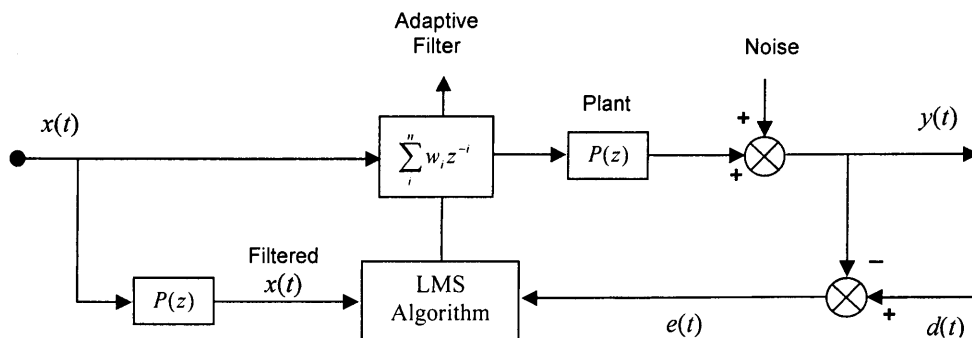 Adaptive
Filter
Noise
Plant
x(t)
+
y(t)
n
∑ w_i z^{-i}
i
P(z)
+
Filtered
x(t)
P(z)
LMS
Algorithm
−
+
e(t)
d(t)